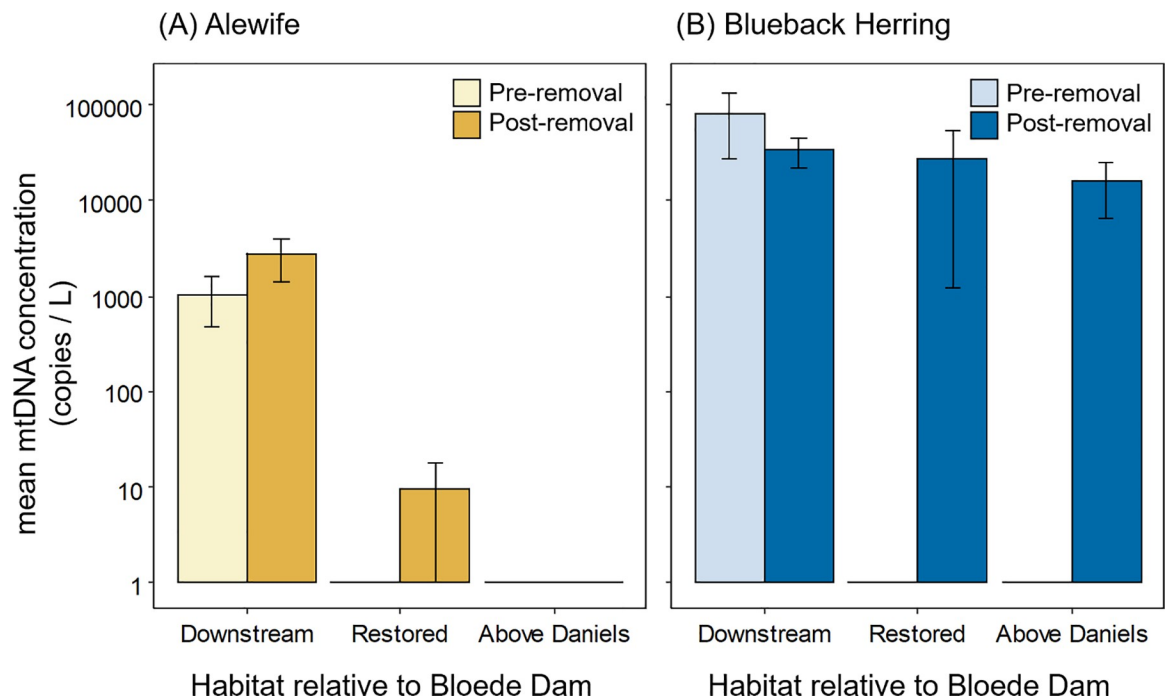 (A) Alewife
(B) Blueback Herring
Pre-removal
Post-removal
Pre-removal
Post-removal
mean mtDNA concentration
(copies / L)
100000
10000
1000
100
10
1
Downstream Restored Above Daniels
Downstream Restored Above Daniels
Habitat relative to Bloede Dam
Habitat relative to Bloede Dam